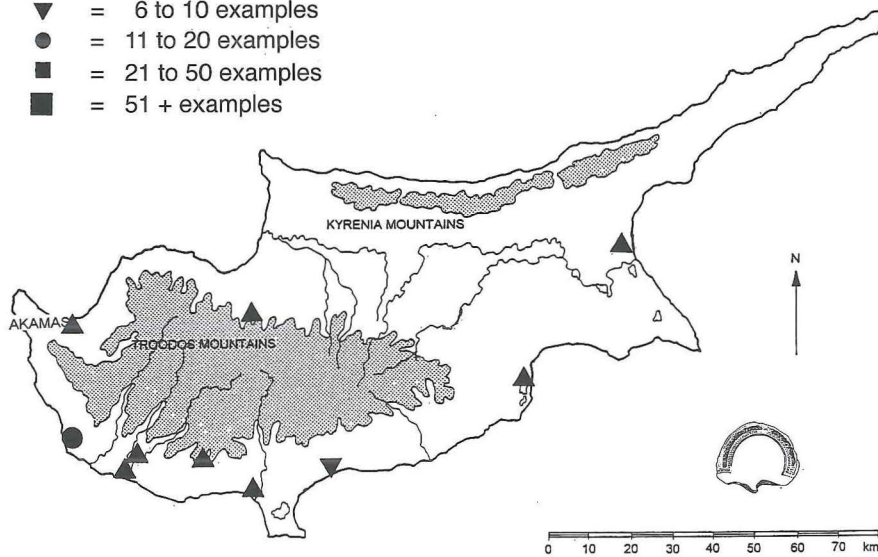 = 6 to 10 examples
= 11 to 20 examples
= 21 to 50 examples
= 51 + examples
KYRENIA MOUNTAINS
N
AKAMAS
TROODOS MOUNTAINS
0 10 20 30 40 50 60 70 80
km